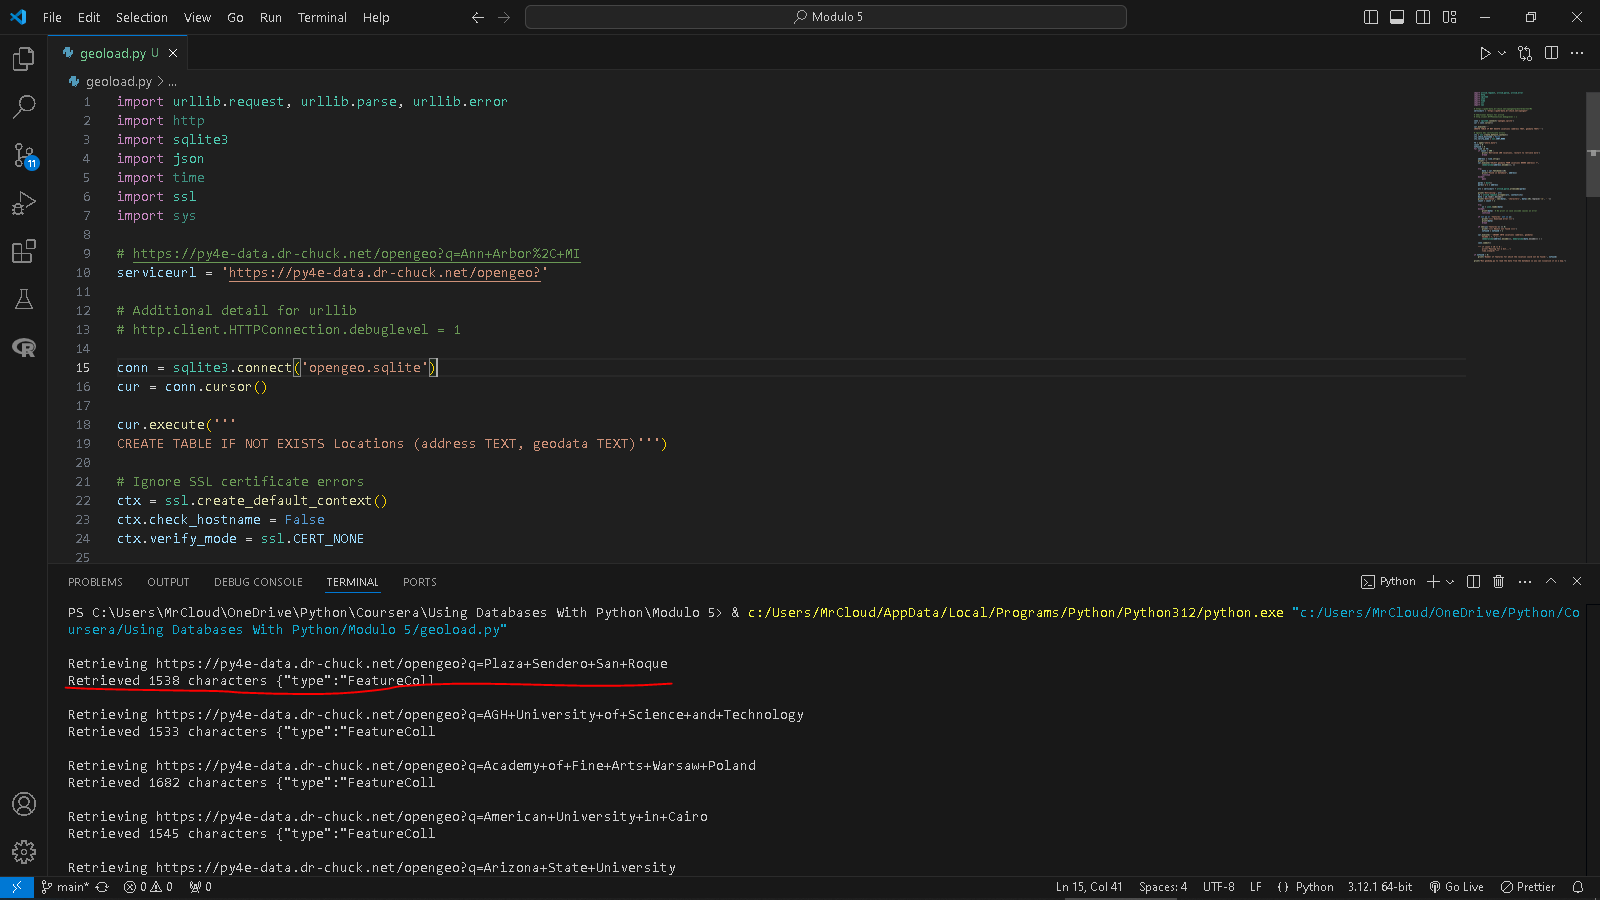 File Edit Selection View Go Run Terminal Help
Modulo 5
geoload.py U
geoload.py > ...
1 import urllib.request, urllib.parse, urllib.error
2 import http
3 import sqlite3
4 import json
5 import time
6 import ssl
7 import sys
8
9 # https://py4e-data.dr-chuck.net/opengeo?q=Ann+Arbor%2C+MI
10 serviceurl = 'https://py4e-data.dr-chuck.net/opengeo?'
11
12 # Additional detail for urllib
13 # http.client.HTTPConnection.debuglevel = 1
14
15 conn = sqlite3.connect('opengeo.sqlite')
16 cur = conn.cursor()
17
18 cur.execute('''
19 CREATE TABLE IF NOT EXISTS Locations (address TEXT, geodata TEXT)''')
20
21 # Ignore SSL certificate errors
22 ctx = ssl.create_default_context()
23 ctx.check_hostname = False
24 ctx.verify_mode = ssl.CERT_NONE
25
11
PROBLEMS OUTPUT DEBUG CONSOLE TERMINAL PORTS
Python
PS C:\Users\MrCloud\OneDrive\Python\Coursera\Using Databases With Python\Modulo 5> & c:/Users/MrCloud/AppData/Local/Programs/Python/Python312/python.exe "c:/Users/MrCloud/OneDrive/Python/Co
ursera/Using Databases With Python/Modulo 5/geoload.py"
Retrieving https://py4e-data.dr-chuck.net/opengeo?q=Plaza+Sendero+San+Roque
Retrieved 1538 characters {"type":"FeatureColl
Retrieving https://py4e-data.dr-chuck.net/opengeo?q=AGH+University+of+Science+and+Technology
Retrieved 1533 characters {"type":"FeatureColl
Retrieving https://py4e-data.dr-chuck.net/opengeo?q=Academy+of+Fine+Arts+Warsaw+Poland
Retrieved 1682 characters {"type":"FeatureColl
Retrieving https://py4e-data.dr-chuck.net/opengeo?q=American+University+in+Cairo
Retrieved 1545 characters {"type":"FeatureColl
Retrieving https://py4e-data.dr-chuck.net/opengeo?q=Arizona+State+University
main* 0 0 0 Ln 15, Col 41 Spaces: 4 UTF-8 LF {} Python 3.12.1 64-bit Go Live Prettier